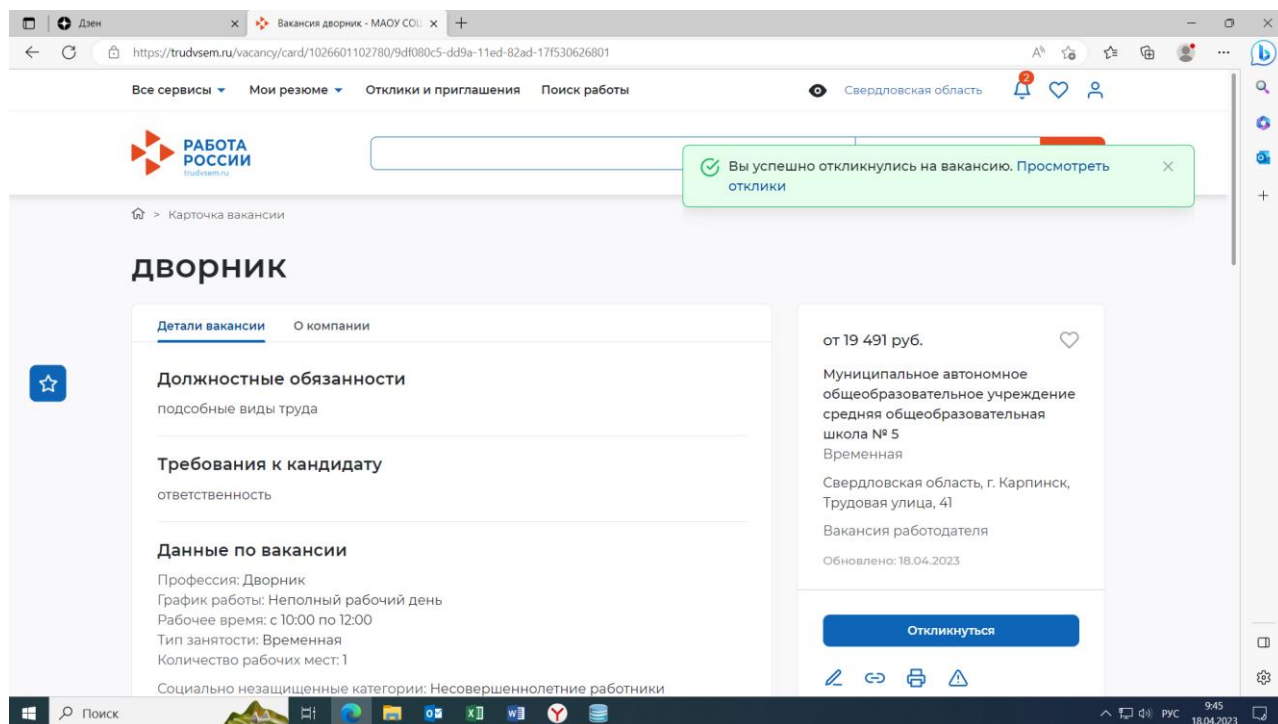 Дзен
Вакансия дворник - МАОУ СОШ
https://trudvsem.ru/vacancy/card/1026601102780/9df080c5-dd9a-11ed-82ad-17f530626801
Все сервисы Мои резюме Отклики и приглашения Поиск работы Свердловская область 2
РАБОТА
РОССИИ
trudvsem.ru
Вы успешно откликнулись на вакансию. Просмотреть
отклики
> Карточка вакансии
дворник
Детали вакансии О компании
Должностные обязанности
подсобные виды труда
Требования к кандидату
ответственность
Данные по вакансии
Профессия: Дворник
График работы: Неполный рабочий день
Рабочее время: с 10:00 по 12:00
Тип занятости: Временная
Количество рабочих мест: 1
Социально незащищенные категории: Несовершеннолетние работники
от 19 491 руб.
Муниципальное автономное
общеобразовательное учреждение
средняя общеобразовательная
школа № 5
Временная
Свердловская область, г. Карпинск,
Трудовая улица, 41
Вакансия работодателя
Обновлено: 18.04.2023
Откликнуться
Поиск
РУС
9:45
18.04.2023